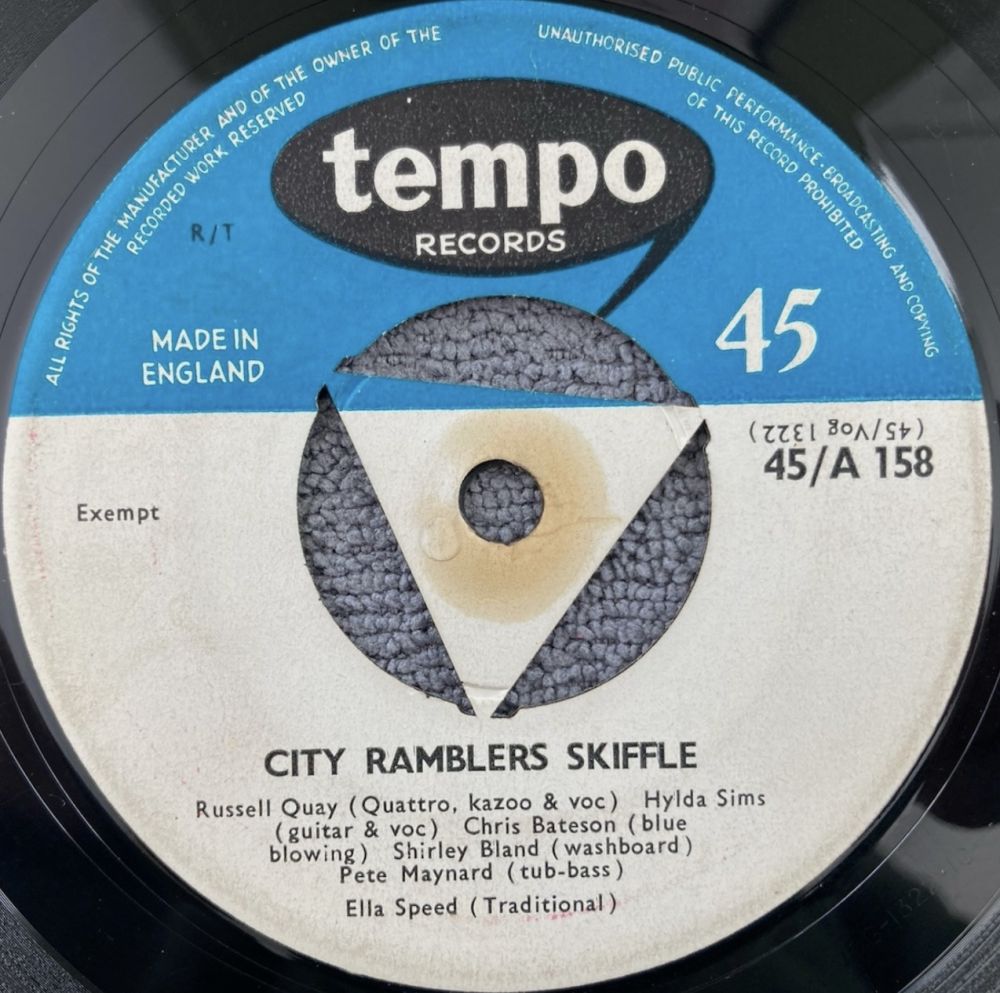 ALL RIGHTS OF THE MANUFACTURER AND OF THE OWNER OF THE
RECORDED WORK RESERVED
UNAUTHORISED PUBLIC PERFORMANCE·BROADCASTING AND COPYING
OF THIS RECORD PROHIBITED
tempo
RECORDS
R/T
MADE IN
ENGLAND
45
(45/Vog 1322)
45/A 158
Exempt
CITY RAMBLERS SKIFFLE
Russell Quay (Quattro, kazoo & voc) Hylda Sims
(guitar & voc) Chris Bateson (blue
blowing) Shirley Bland (washboard)
Pete Maynard (tub-bass)
Ella Speed (Traditional)